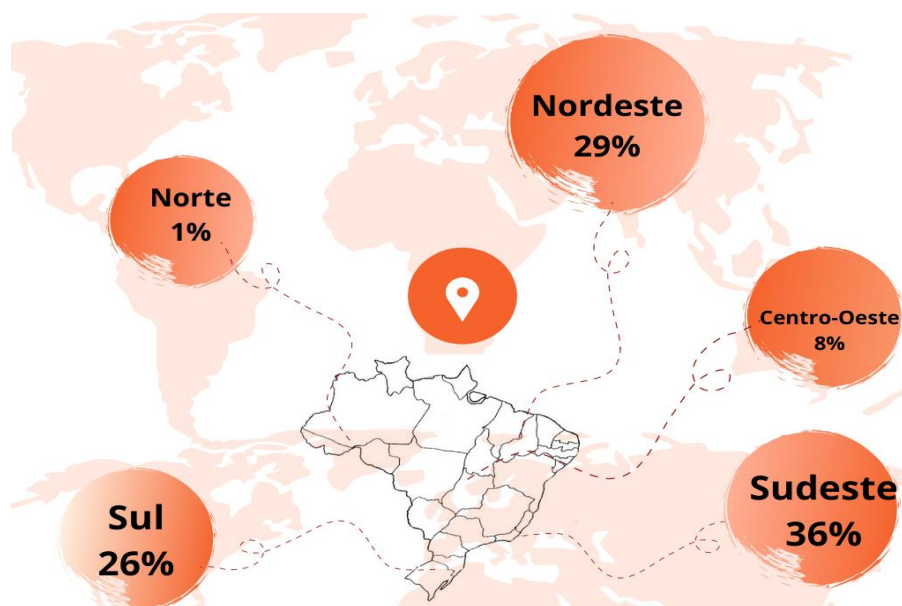 Nordeste
29%
Norte
1%
Centro-Oeste
8%
Sudeste
36%
Sul
26%